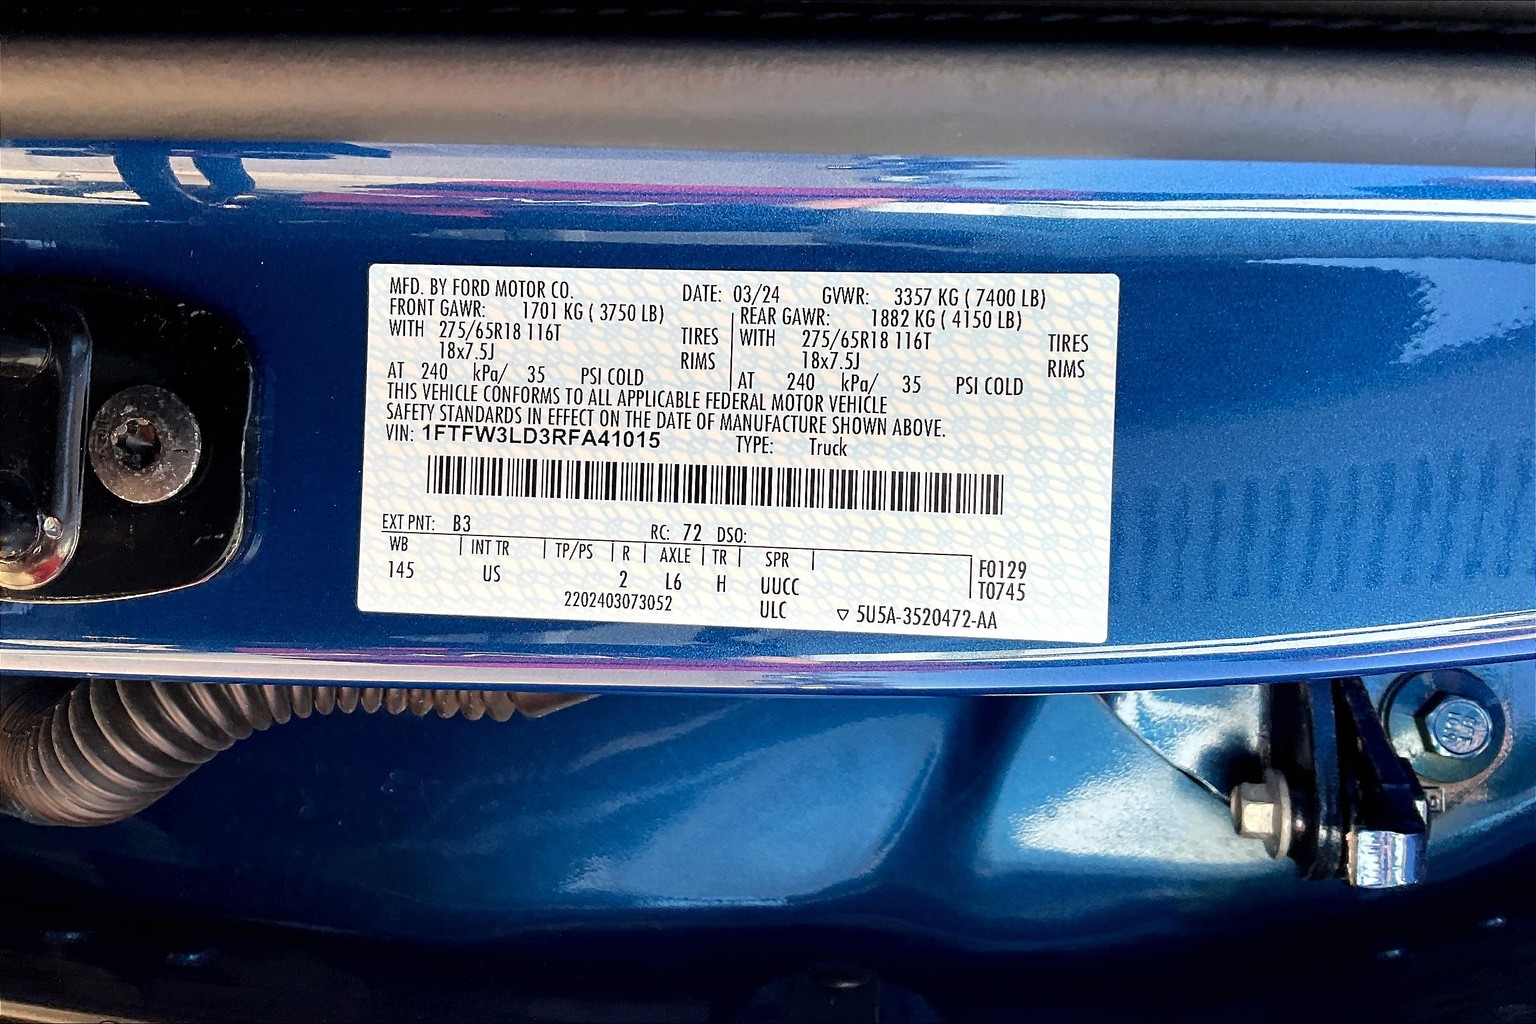 MFD. BY FORD MOTOR CO. DATE: 03/24 GVWR: 3357 KG ( 7400 LB)
FRONT GAWR: 1701 KG ( 3750 LB) REAR GAWR: 1882 KG ( 4150 LB)
WITH 275/65R18 116T TIRES WITH 275/65R18 116T TIRES
18x7.5J RIMS 18x7.5J RIMS
AT 240 kPa/ 35 PSI COLD AT 240 kPa/ 35 PSI COLD
THIS VEHICLE CONFORMS TO ALL APPLICABLE FEDERAL MOTOR VEHICLE
SAFETY STANDARDS IN EFFECT ON THE DATE OF MANUFACTURE SHOWN ABOVE.
VIN: 1FTFW3LD3RFA41015 TYPE: Truck
EXT PNT: B3 RC: 72 DSO:
WB INT TR TP/PS R AXLE TR SPR F0129
145 US 2 L6 H UUCC T0745
2202403073052 ULC ▽ 5U5A-3520472-AA